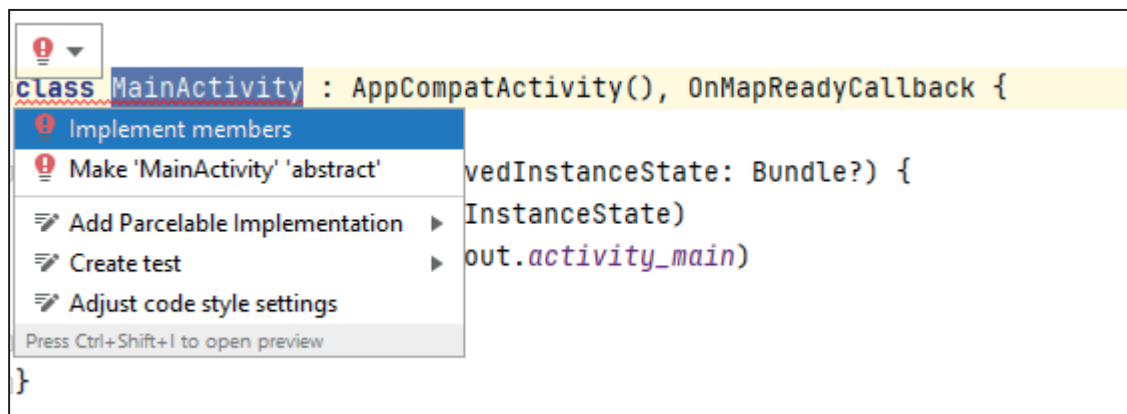 class MainActivity : AppCompatActivity(), OnMapReadyCallback {
Implement members
Make 'MainActivity' 'abstract'
vedInstanceState: Bundle?) {
Add Parcelable Implementation
InstanceState)
Create test
out.activity_main)
Adjust code style settings
Press Ctrl+Shift+I to open preview
}